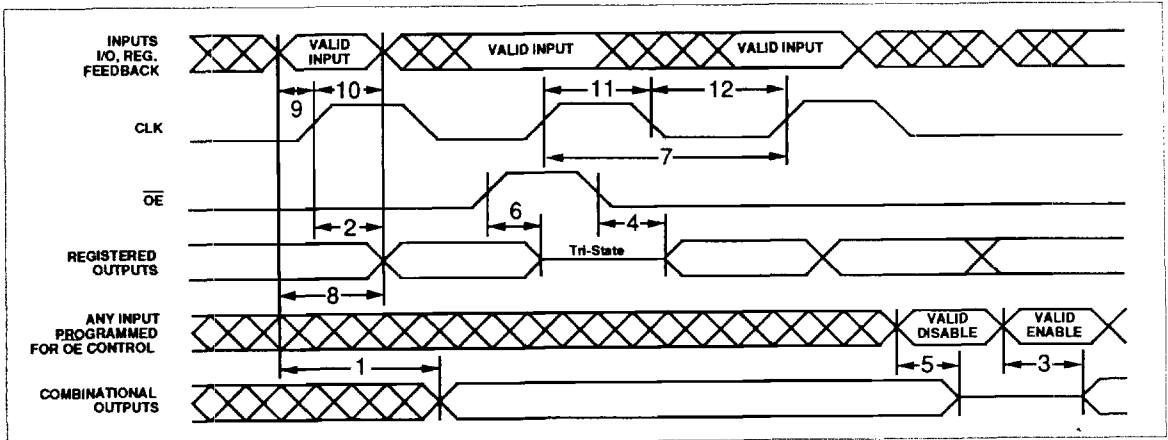 INPUTS
I/O, REG.
FEEDBACK
VALID
INPUT
VALID INPUT
VALID INPUT
9
10
11
12
CLK
7
OE
6
4
2
REGISTERED
OUTPUTS
Tri-State
8
ANY INPUT
PROGRAMMED
FOR OE CONTROL
VALID
DISABLE
VALID
ENABLE
1
5
3
COMBINATIONAL
OUTPUTS